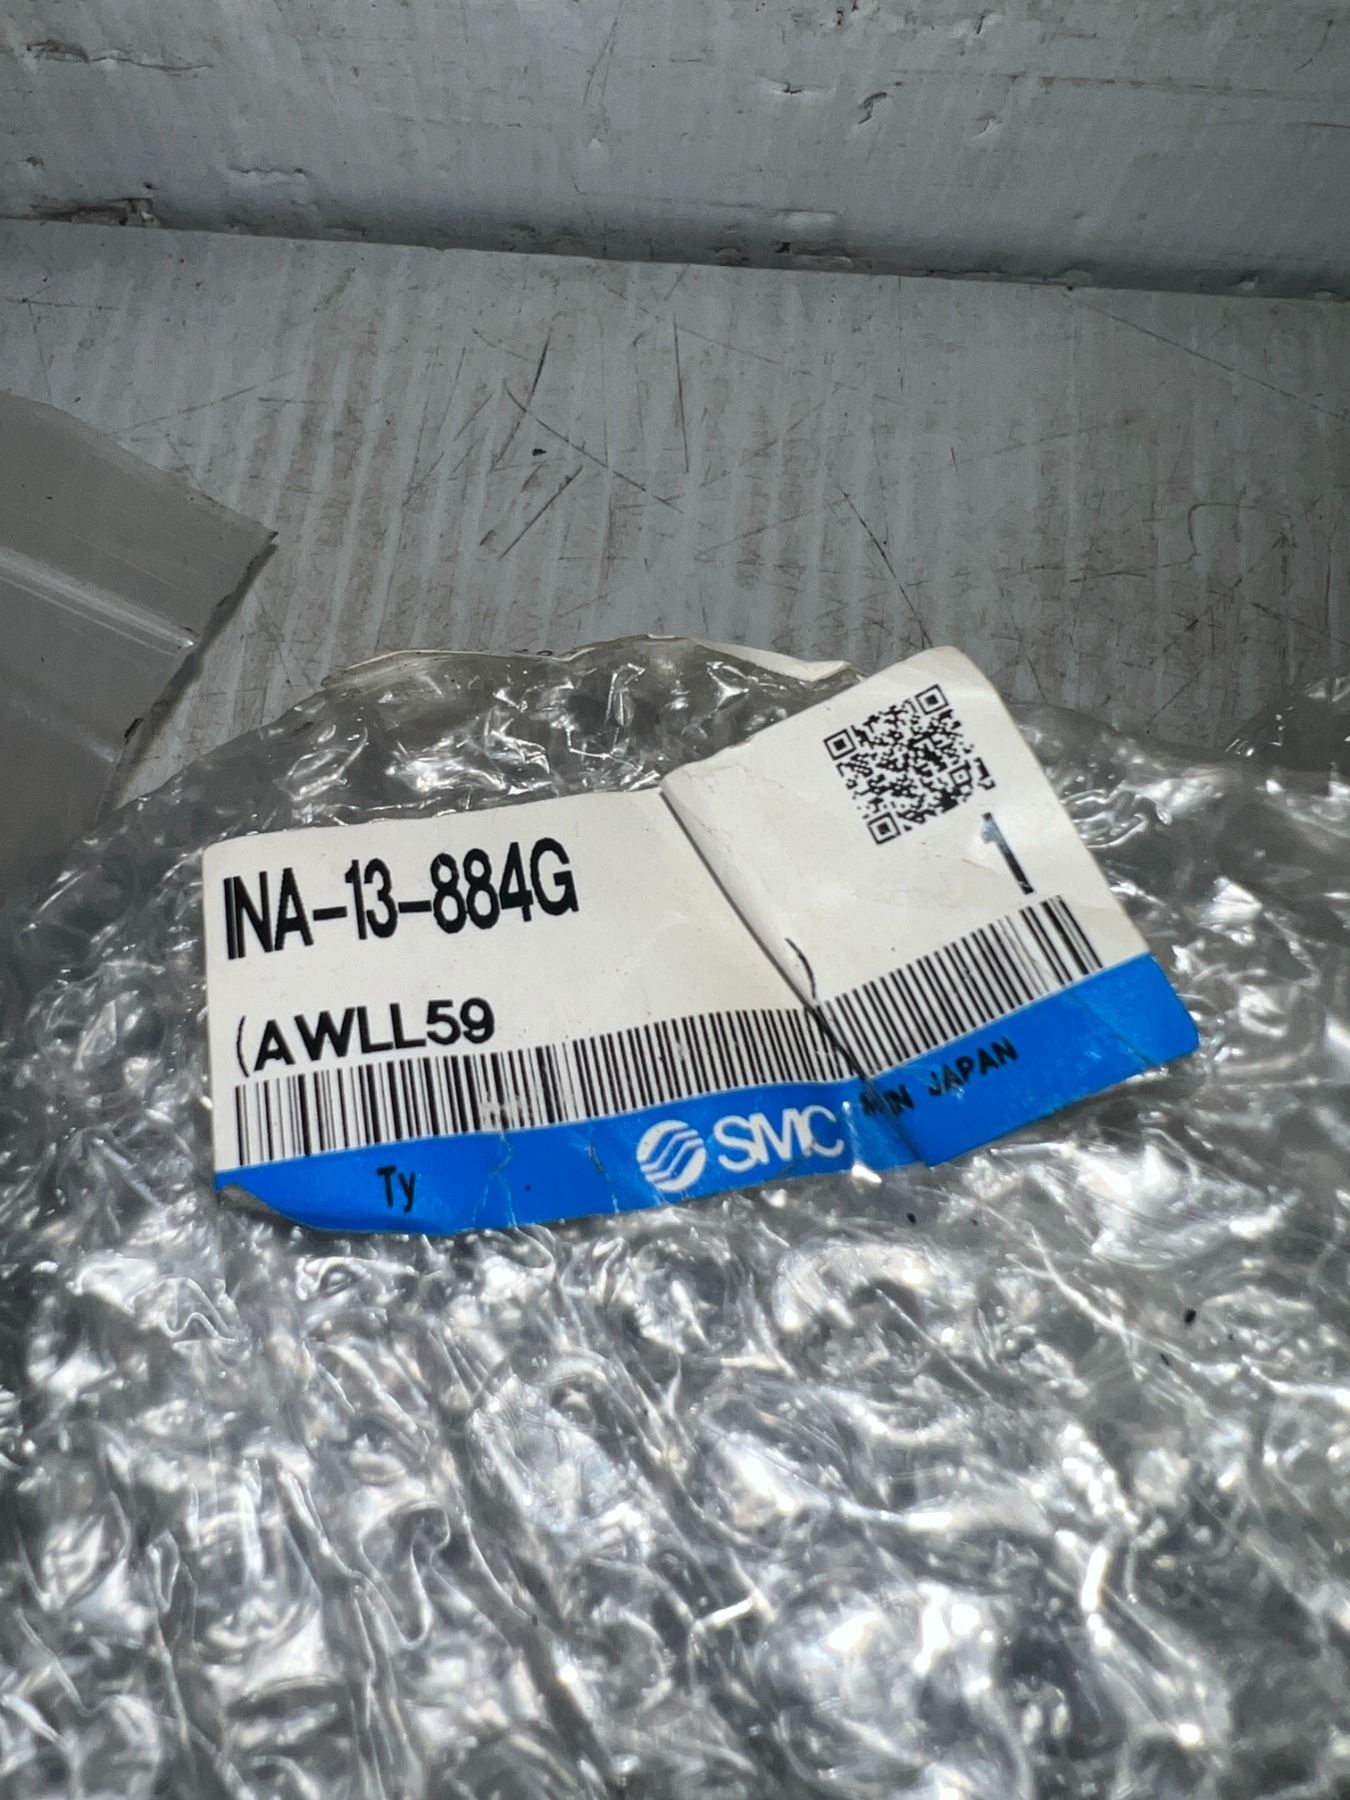 INA-13-884G
1
(AWLL59
Ty
SMC
IN JAPAN